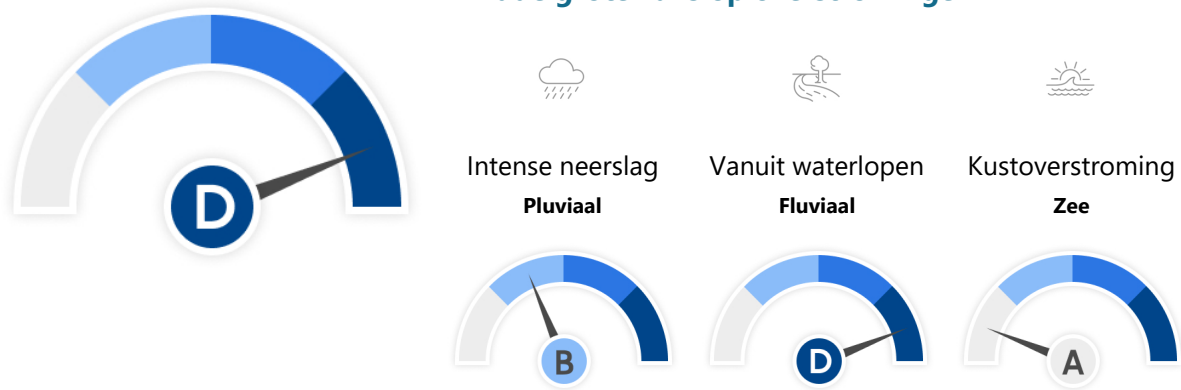 D
Intense neerslag
Vanuit waterlopen
Kustoverstroming
Pluviaal
Fluviaal
Zee
B
D
A